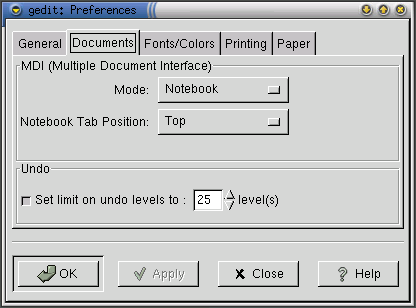 gedit: Preferences
General Documents Fonts/Colors Printing Paper
MDI (Multiple Document Interface)
Mode: Notebook
Notebook Tab Position: Top
Undo
Set limit on undo levels to : 25 level(s)
OK Apply Close Help